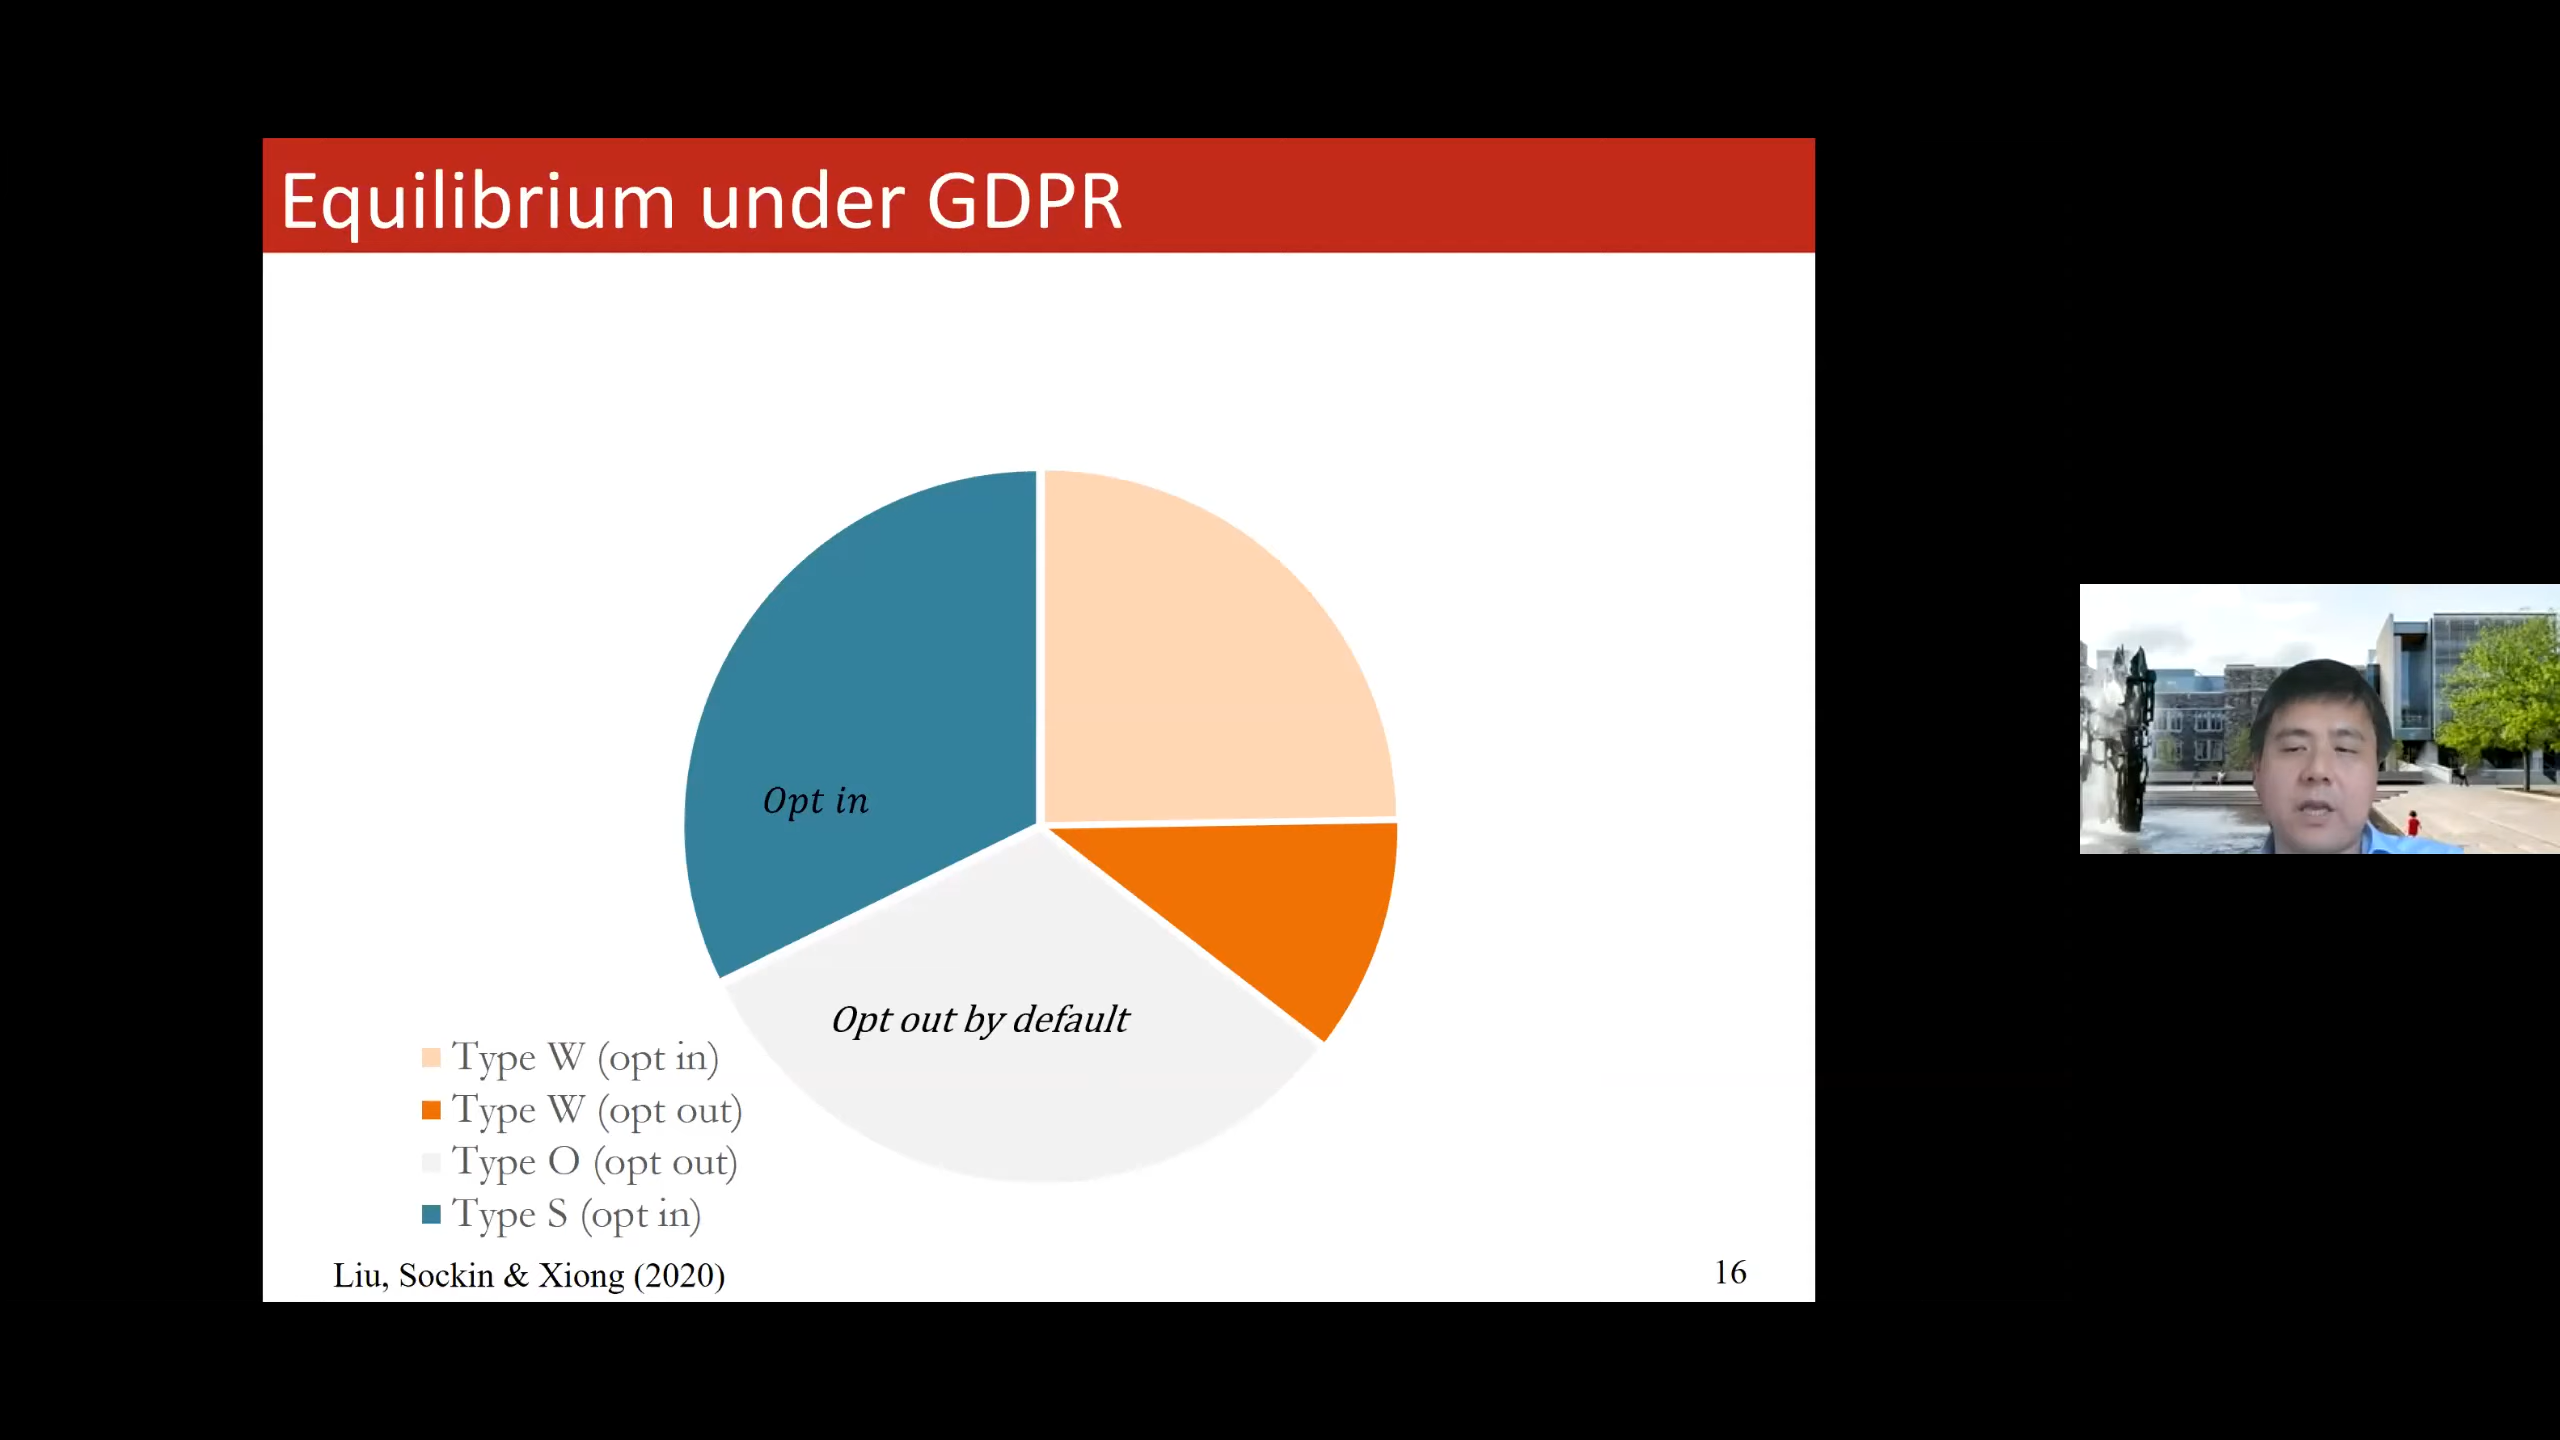 Equilibrium under GDPR
Opt in
Opt out by default
Type W (opt in)
Type W (opt out)
Type O (opt out)
Type S (opt in)
Liu, Sockin & Xiong (2020)
16